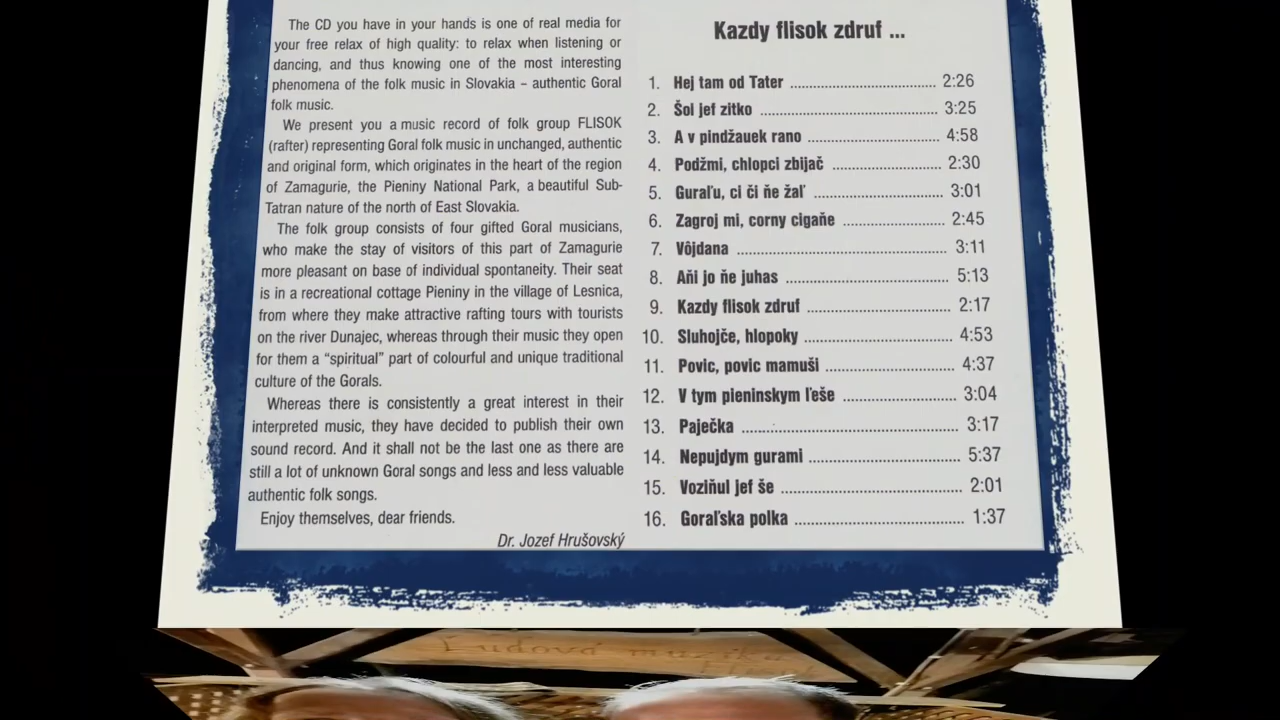 The CD you have in your hands is one of real media for
your free relax of high quality: to relax when listening or
dancing, and thus knowing one of the most interesting
phenomena of the folk music in Slovakia – authentic Goral
folk music.
We present you a music record of folk group FLISOK
(rafter) representing Goral folk music in unchanged, authentic
and original form, which originates in the heart of the region
of Zamagurie, the Pieniny National Park, a beautiful Sub-
Tatran nature of the north of East Slovakia.
The folk group consists of four gifted Goral musicians,
who make the stay of visitors of this part of Zamagurie
more pleasant on base of individual spontaneity. Their seat
is in a recreational cottage Pieniny in the village of Lesnica,
from where they make attractive rafting tours with tourists
on the river Dunajec, whereas through their music they open
for them a “spiritual” part of colourful and unique traditional
culture of the Gorals.
Whereas there is consistently a great interest in their
interpreted music, they have decided to publish their own
sound record. And it shall not be the last one as there are
still a lot of unknown Goral songs and less and less valuable
authentic folk songs.
Enjoy themselves, dear friends.
Dr. Jozef Hrušovský
Kazdy flisok zdruf ...
1. Hej tam od Tater ........ 2:26
2. Šol jef zitko ........ 3:25
3. A v pindžauek rano ........ 4:58
4. Podžmi, chlopci zbijač ........ 2:30
5. Guraľu, ci či ňe žaľ ........ 3:01
6. Zagroj mi, corny cigaňe ........ 2:45
7. Vôjdana ........ 3:11
8. Aňi jo ňe juhas ........ 5:13
9. Kazdy flisok zdruf ........ 2:17
10. Sluhojče, hlopoky ........ 4:53
11. Povic, povic mamuši ........ 4:37
12. V tym pieninskym ľeše ........ 3:04
13. Paječka ........ 3:17
14. Nepujdym gurami ........ 5:37
15. Voziňul jef še ........ 2:01
16. Goraľska polka ........ 1:37
Ľudová muzika